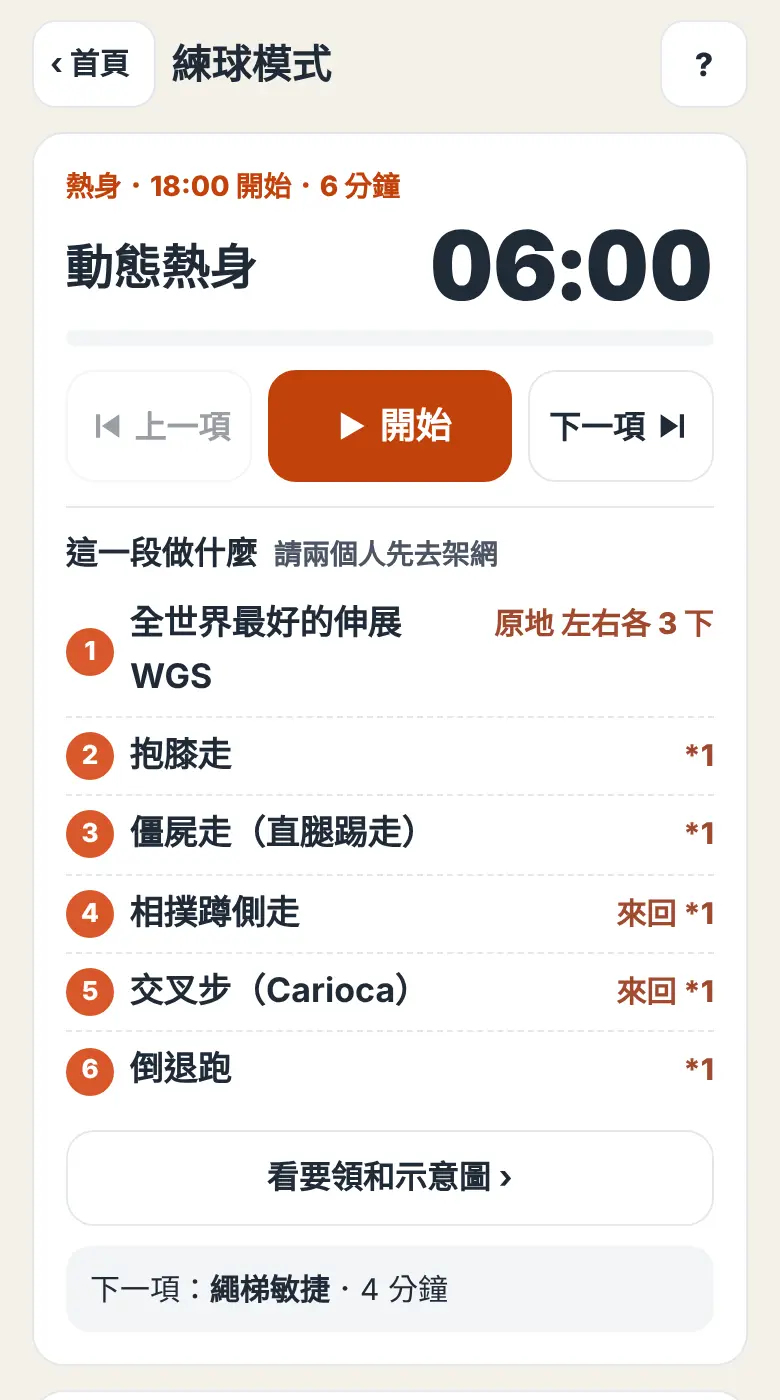 ‹ 首頁
練球模式
?
熱身 · 18:00 開始 · 6 分鐘
動態熱身
06:00
上一項
開始
下一項
這一段做什麼 請兩個人先去架網
1 全世界最好的伸展 原地 左右各 3 下
WGS
2 抱膝走 *1
3 僵屍走（直腿踢走） *1
4 相撲蹲側走 來回 *1
5 交叉步（Carioca） 來回 *1
6 倒退跑 *1
看要領和示意圖 ›
下一項：繩梯敏捷 · 4 分鐘